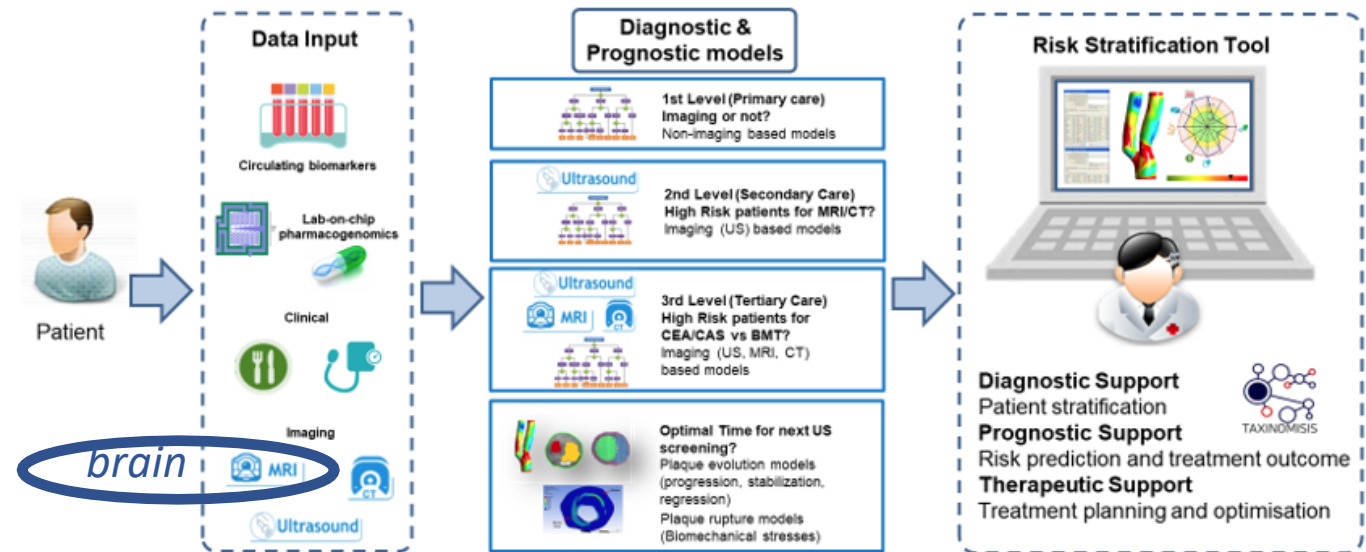 Patient
Data Input
Circulating biomarkers
Lab-on-chip
pharmacogenomics
Clinical
Imaging
brain
MRI
CT
Ultrasound
Diagnostic &
Prognostic models
1st Level (Primary care)
Imaging or not?
Non-imaging based models
Ultrasound
2nd Level (Secondary Care)
High Risk patients for MRI/CT?
Imaging (US) based models
Ultrasound
MRI
CT
3rd Level (Tertiary Care)
High Risk patients for
CEA/CAS vs BMT?
Imaging (US, MRI, CT)
based models
Optimal Time for next US
screening?
Plaque evolution models
(progression, stabilization,
regression)
Plaque rupture models
(Biomechanical stresses)
Risk Stratification Tool
Diagnostic Support
Patient stratification
Prognostic Support
Risk prediction and treatment outcome
Therapeutic Support
Treatment planning and optimisation
TAXINOMISIS